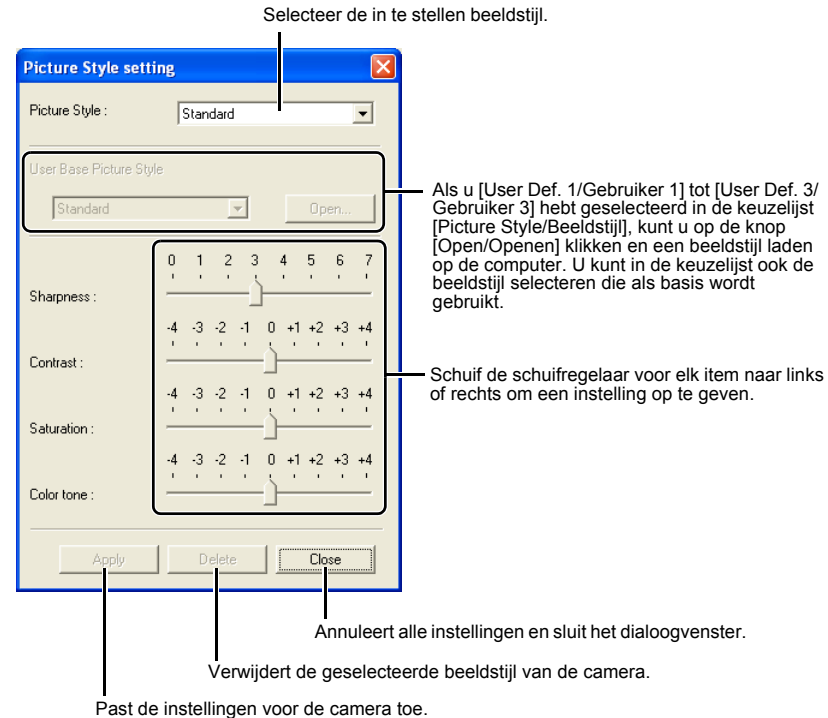 Selecteer de in te stellen beeldstijl.
Picture Style setting
Picture Style :
Standard
User Base Picture Style
Standard
Open...
Als u [User Def. 1/Gebruiker 1] tot [User Def. 3/
Gebruiker 3] hebt geselecteerd in de keuzelijst
[Picture Style/Beeldstijl], kunt u op de knop
[Open/Openen] klikken en een beeldstijl laden
op de computer. U kunt in de keuzelijst ook de
beeldstijl selecteren die als basis wordt
gebruikt.
0 1 2 3 4 5 6 7
Sharpness :
-4 -3 -2 -1 0 +1 +2 +3 +4
Contrast :
Schuif de schuifregelaar voor elk item naar links
of rechts om een instelling op te geven.
-4 -3 -2 -1 0 +1 +2 +3 +4
Saturation :
-4 -3 -2 -1 0 +1 +2 +3 +4
Color tone :
Apply
Delete
Close
Annuleert alle instellingen en sluit het dialoogvenster.
Verwijdert de geselecteerde beeldstijl van de camera.
Past de instellingen voor de camera toe.